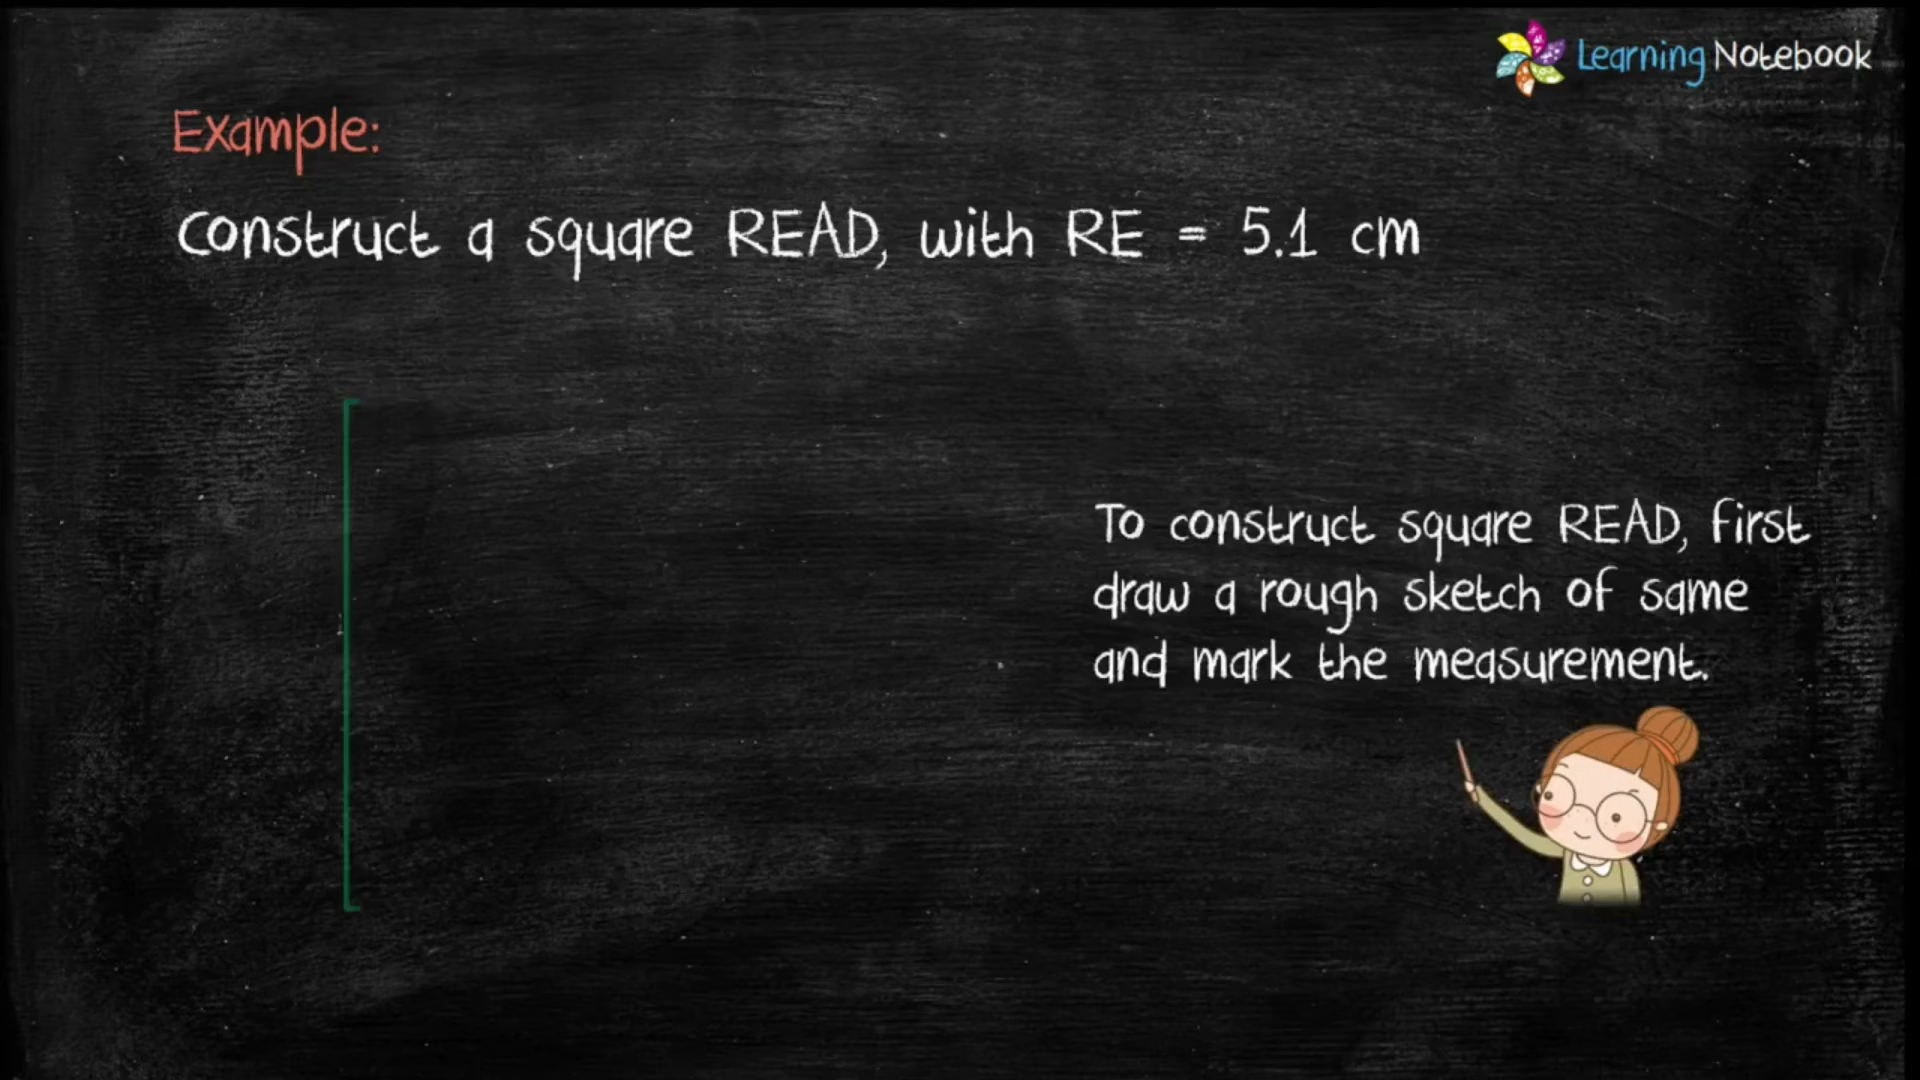 Learning Notebook
Example:
Construct a square READ, with RE = 5.1 cm
To construct square READ, first
draw a rough sketch of same
and mark the measurement.